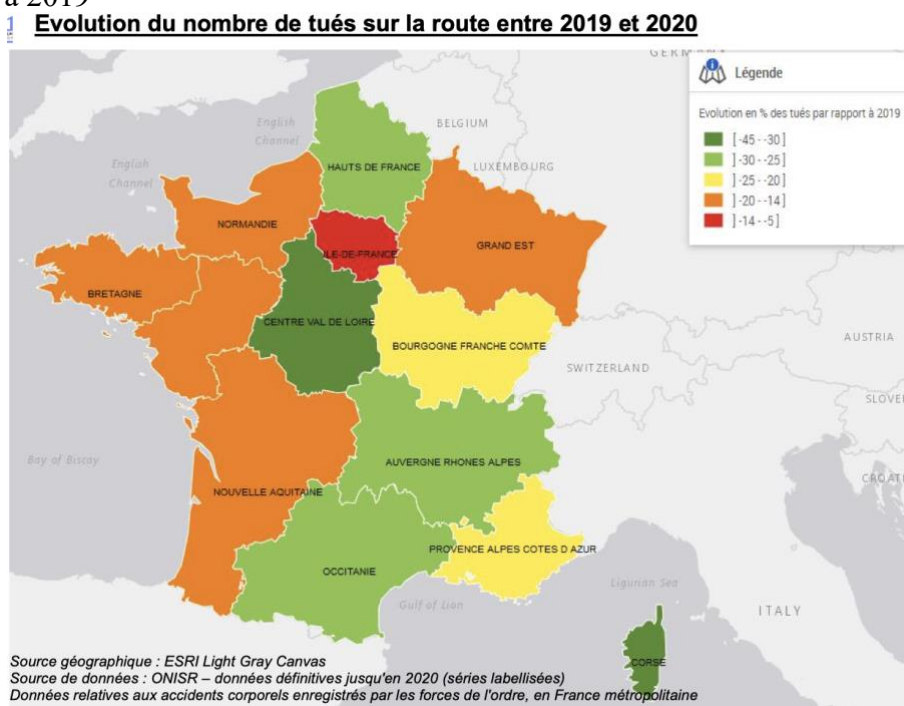 à 2019
1 Evolution du nombre de tués sur la route entre 2019 et 2020
GERMANY
Légende
Evolution en % des tués par rapport à 2019
[ -45 - -30 ]
] -30 - -25 ]
] -25 - -20 ]
] -20 - -14 ]
] -14 - -5 ]
BELGIUM
English
Channel
HAUTS DE FRANCE
LUXEMBOURG
English
Channel
NORMANDIE
ILE-DE-FRANCE
GRAND EST
BRETAGNE
CENTRE VAL DE LOIRE
BOURGOGNE FRANCHE COMTE
AUSTRIA
SWITZERLAND
SLOVE
Bay of Biscay
AUVERGNE RHONES ALPES
CROAT
NOUVELLE AQUITAINE
PROVENCE ALPES COTES D AZUR
OCCITANIE
Ligurian Sea
Gulf of Lion
ITALY
CORSE
Source géographique : ESRI Light Gray Canvas
Source de données : ONISR – données définitives jusqu'en 2020 (séries labellisées)
Données relatives aux accidents corporels enregistrés par les forces de l'ordre, en France métropolitaine